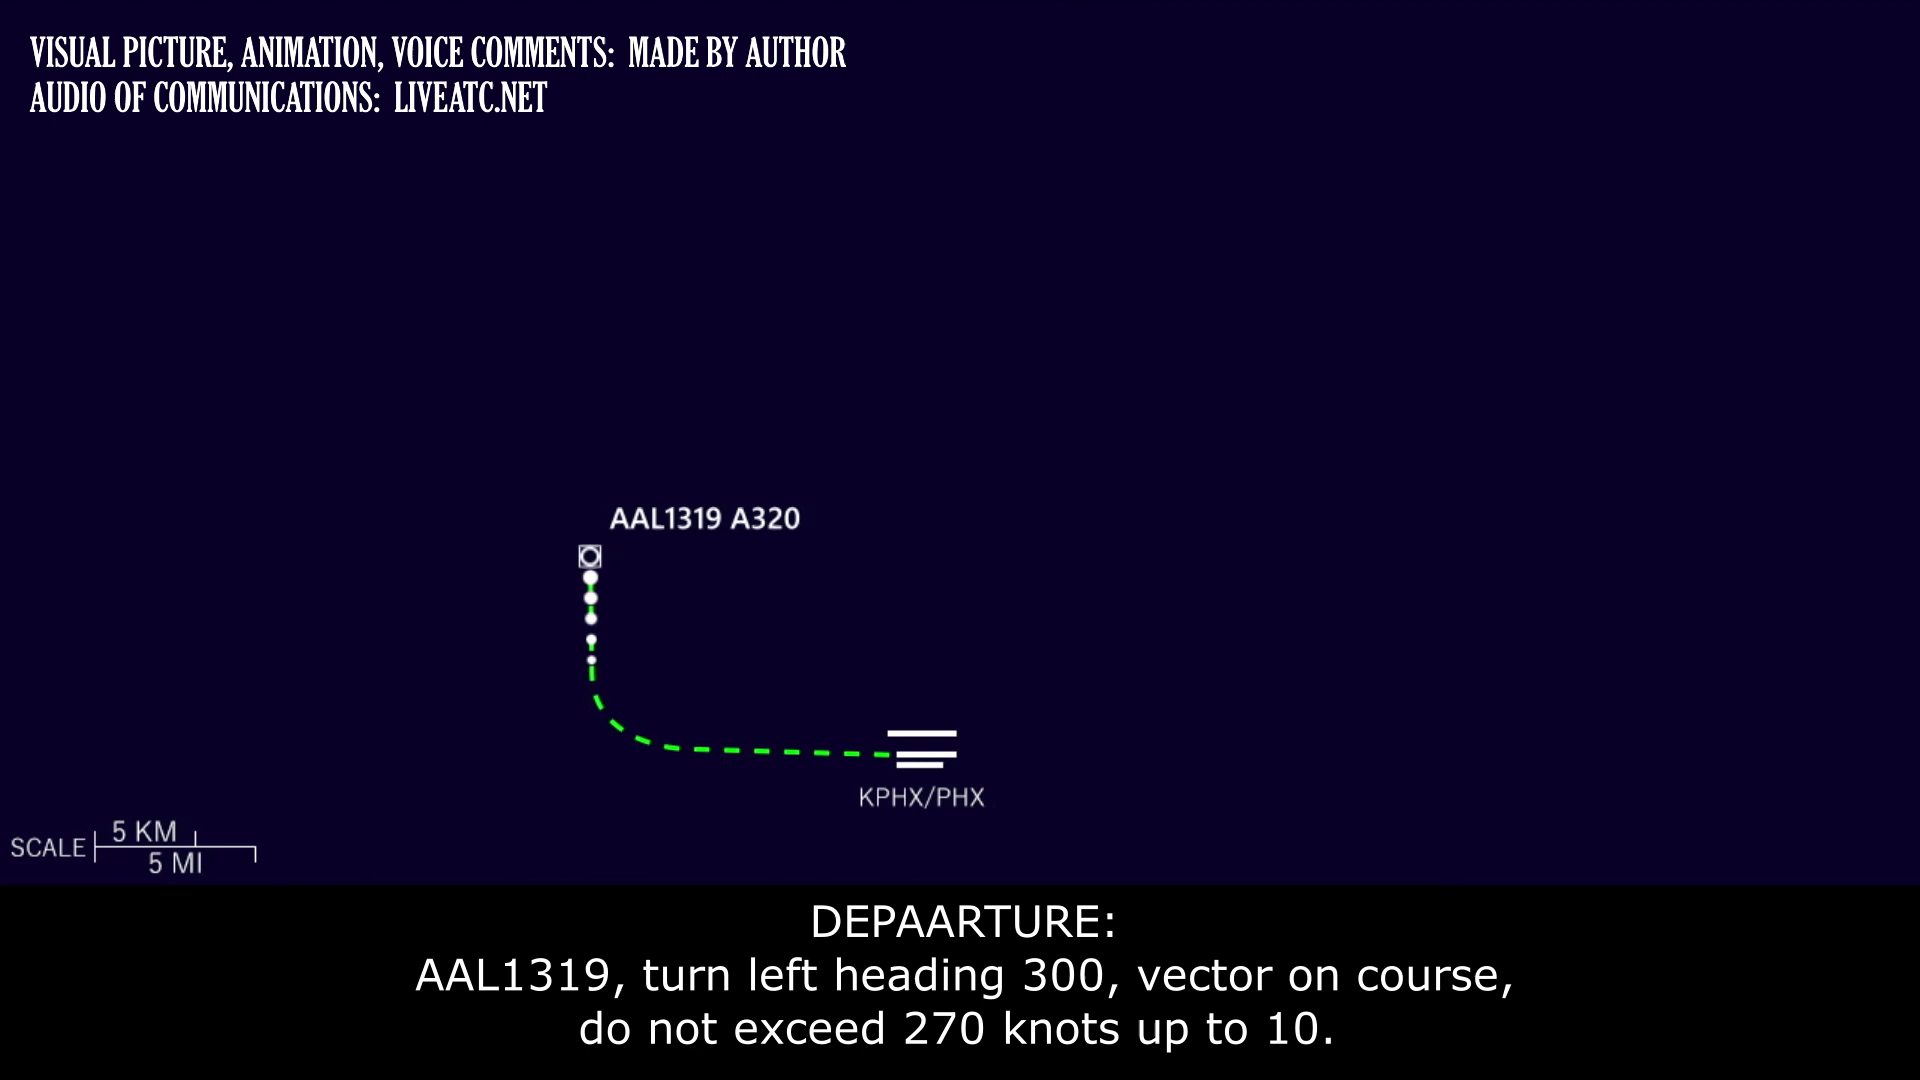 VISUAL PICTURE, ANIMATION, VOICE COMMENTS: MADE BY AUTHOR
AUDIO OF COMMUNICATIONS: LIVEATC.NET
AAL1319 A320
KPHX/PHX
5 KM
SCALE
5 MI
DEPAARTURE:
AAL1319, turn left heading 300, vector on course,
do not exceed 270 knots up to 10.